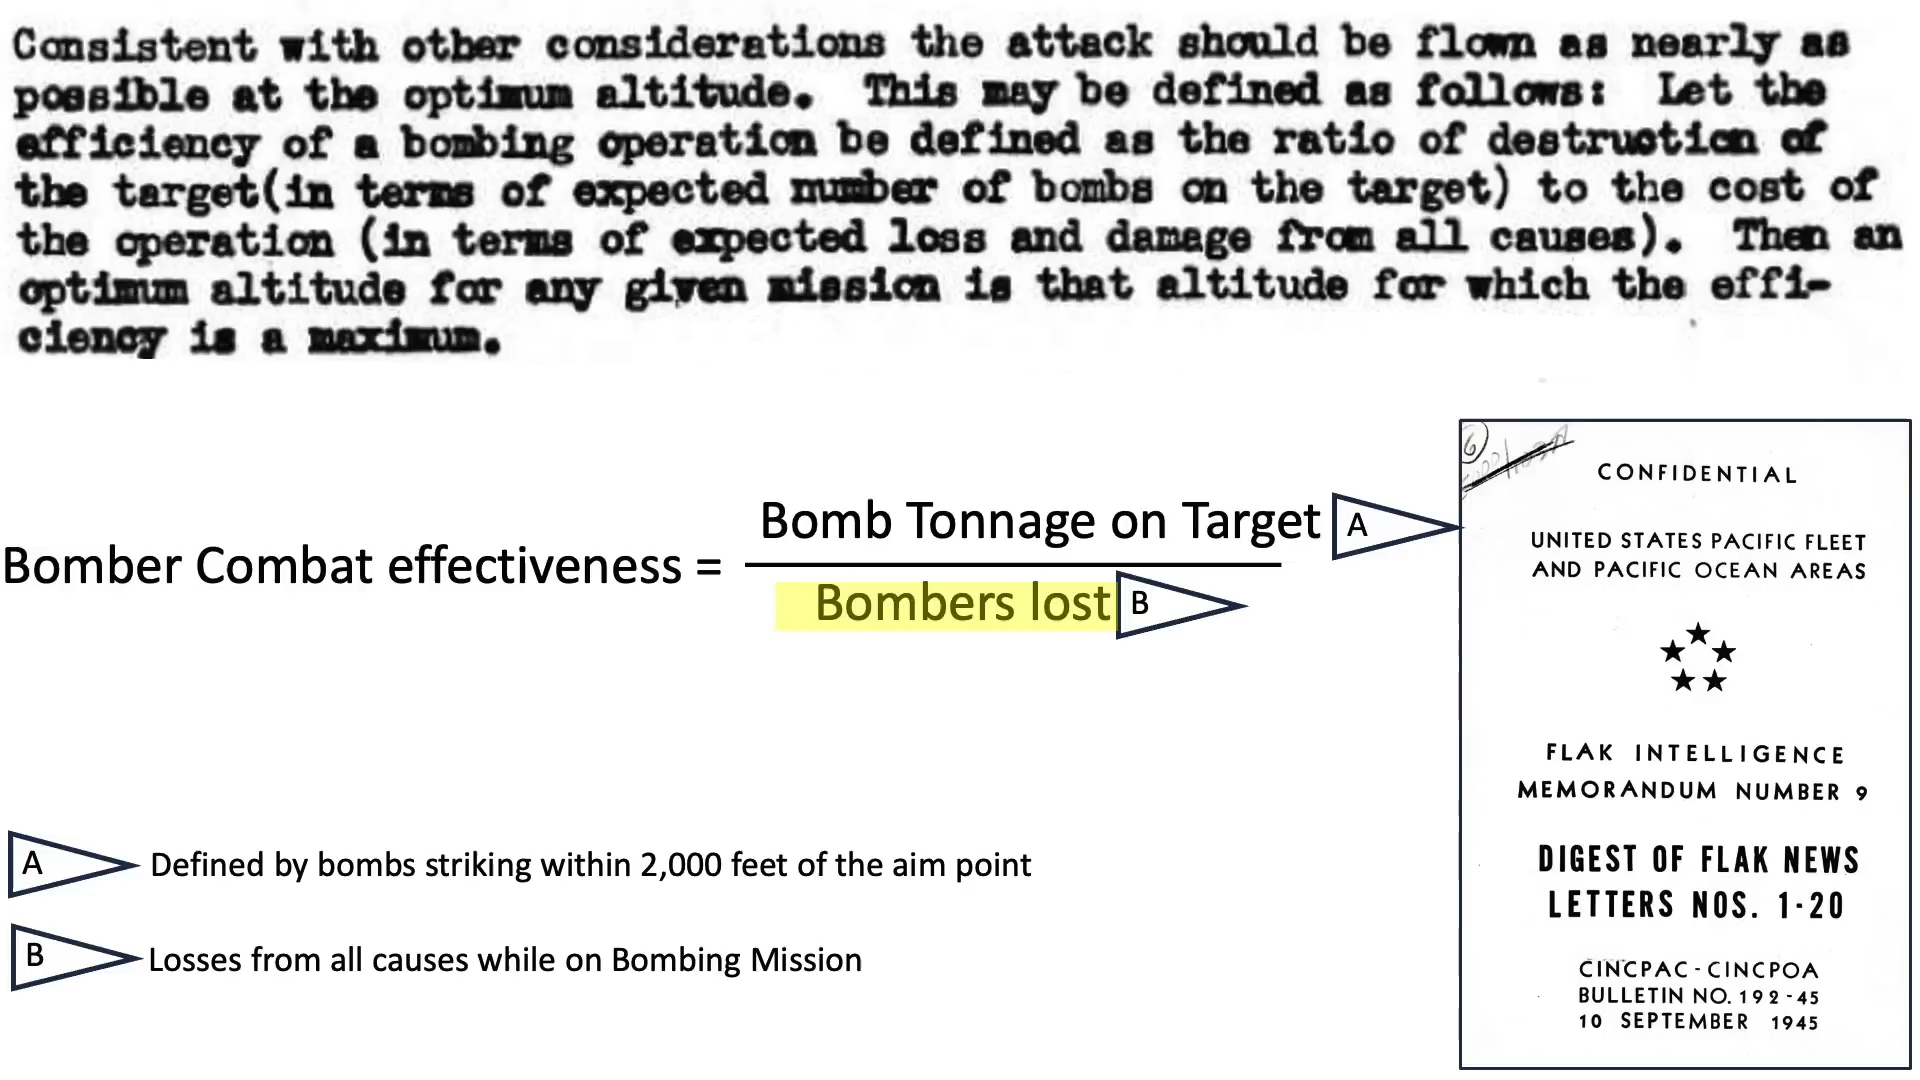 Consistent with other considerations the attack should be flown as nearly as
possible at the optimum altitude. This may be defined as follows: Let the
efficiency of a bombing operation be defined as the ratio of destruction of
the target(in terms of expected number of bombs on the target) to the cost of
the operation (in terms of expected loss and damage from all causes). Then an
optimum altitude for any given mission is that altitude for which the effi-
ciency is a maximum.
Bomber Combat effectiveness =
Bomb Tonnage on Target
A
Bombers lost
B
A
Defined by bombs striking within 2,000 feet of the aim point
B
Losses from all causes while on Bombing Mission
6
CONFIDENTIAL
UNITED STATES PACIFIC FLEET
AND PACIFIC OCEAN AREAS
FLAK INTELLIGENCE
MEMORANDUM NUMBER 9
DIGEST OF FLAK NEWS
LETTERS NOS. 1-20
CINCPAC - CINCPOA
BULLETIN NO. 192-45
10 SEPTEMBER 1945